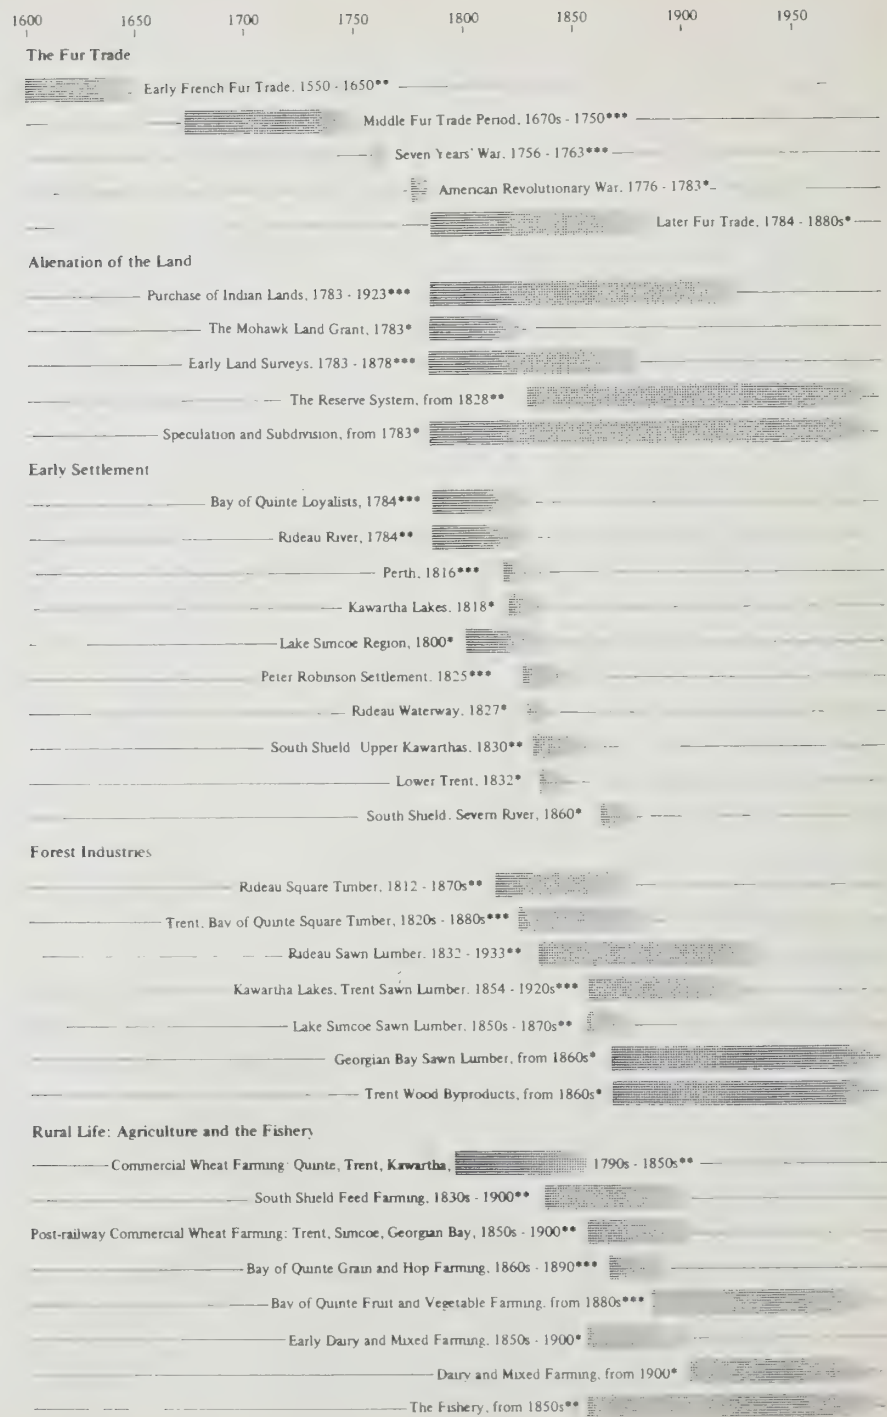 1600 1650 1700 1750 1800 1850 1900 1950
The Fur Trade
Early French Fur Trade, 1550 - 1650**
Middle Fur Trade Period, 1670s - 1750***
Seven Years' War, 1756 - 1763***
American Revolutionary War, 1776 - 1783*
Later Fur Trade, 1784 - 1880s*
Alienation of the Land
Purchase of Indian Lands, 1783 - 1923***
The Mohawk Land Grant, 1783*
Early Land Surveys, 1783 - 1878***
The Reserve System, from 1828**
Speculation and Subdivision, from 1783*
Early Settlement
Bay of Quinte Loyalists, 1784***
Rideau River, 1784**
Perth, 1816***
Kawartha Lakes, 1818*
Lake Simcoe Region, 1800*
Peter Robinson Settlement, 1825***
Rideau Waterway, 1827*
South Shield Upper Kawarthas, 1830**
Lower Trent, 1832*
South Shield, Severn River, 1860*
Forest Industries
Rideau Square Timber, 1812 - 1870s**
Trent, Bay of Quinte Square Timber, 1820s - 1880s***
Rideau Sawn Lumber, 1832 - 1933**
Kawartha Lakes, Trent Sawn Lumber, 1854 - 1920s***
Lake Simcoe Sawn Lumber, 1850s - 1870s**
Georgian Bay Sawn Lumber, from 1860s*
Trent Wood Byproducts, from 1860s*
Rural Life: Agriculture and the Fishery
Commercial Wheat Farming: Quinte, Trent, Kawartha, 1790s - 1850s**
South Shield Feed Farming, 1830s - 1900**
Post-railway Commercial Wheat Farming: Trent, Simcoe, Georgian Bay, 1850s - 1900**
Bay of Quinte Grain and Hop Farming, 1860s - 1890***
Bay of Quinte Fruit and Vegetable Farming, from 1880s***
Early Dairy and Mixed Farming, 1850s - 1900*
Dairy and Mixed Farming, from 1900*
The Fishery, from 1850s**